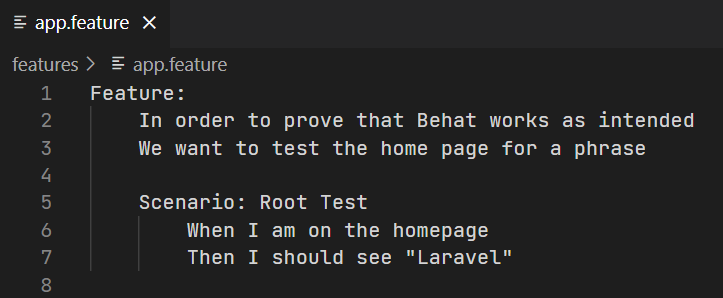 app.feature
features > app.feature
1 Feature:
2 In order to prove that Behat works as intended
3 We want to test the home page for a phrase
4
5 Scenario: Root Test
6 When I am on the homepage
7 Then I should see "Laravel"
8